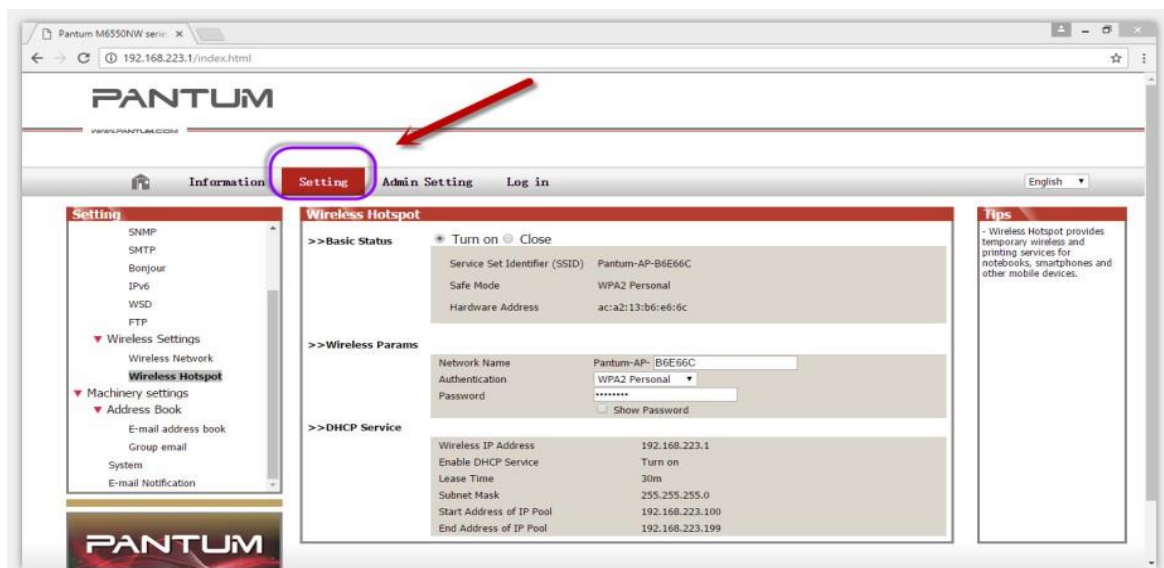 Pantum M6550NW serie
192.168.223.1/index.html
PANTUM
WWW.PANTUM.COM
Information Setting Admin Setting Log in English
Setting
SNMP
SMTP
Bonjour
IPv6
WSD
FTP
Wireless Settings
Wireless Network
Wireless Hotspot
Machinery settings
Address Book
E-mail address book
Group email
System
E-mail Notification
PANTUM
Wireless Hotspot
>>Basic Status Turn on Close
Service Set Identifier (SSID) Pantum-AP-B6E66C
Safe Mode WPA2 Personal
Hardware Address ac:a2:13:b6:e6:6c
>>Wireless Params
Network Name Pantum-AP- B6E66C
Authentication WPA2 Personal
Password ••••••••
Show Password
>>DHCP Service
Wireless IP Address 192.168.223.1
Enable DHCP Service Turn on
Lease Time 30m
Subnet Mask 255.255.255.0
Start Address of IP Pool 192.168.223.100
End Address of IP Pool 192.168.223.199
Tips
- Wireless Hotspot provides
temporary wireless and
printing services for
notebooks, smartphones and
other mobile devices.